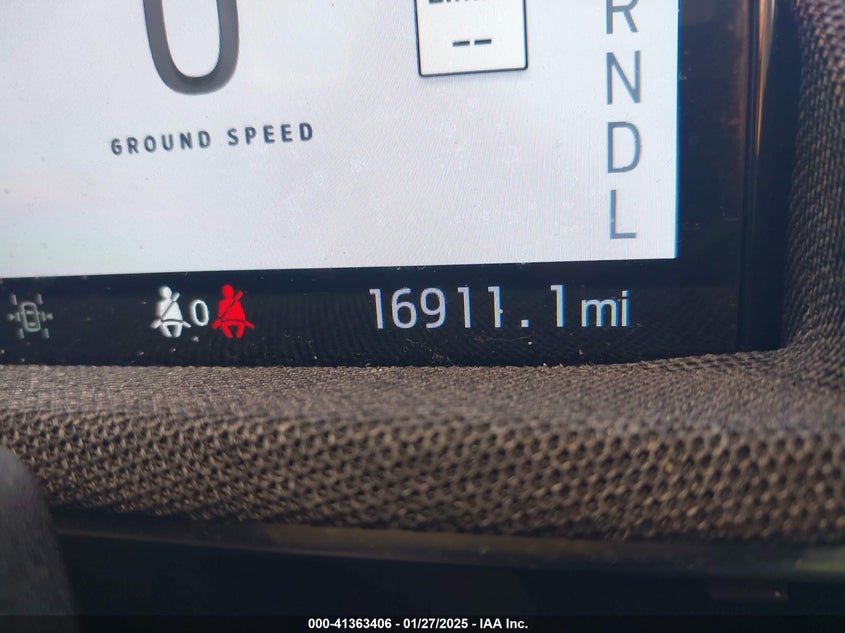 0
--
GROUND SPEED
R
N
D
L
0
16911.1mi
000-41363406 - 01/27/2025 - IAA Inc.